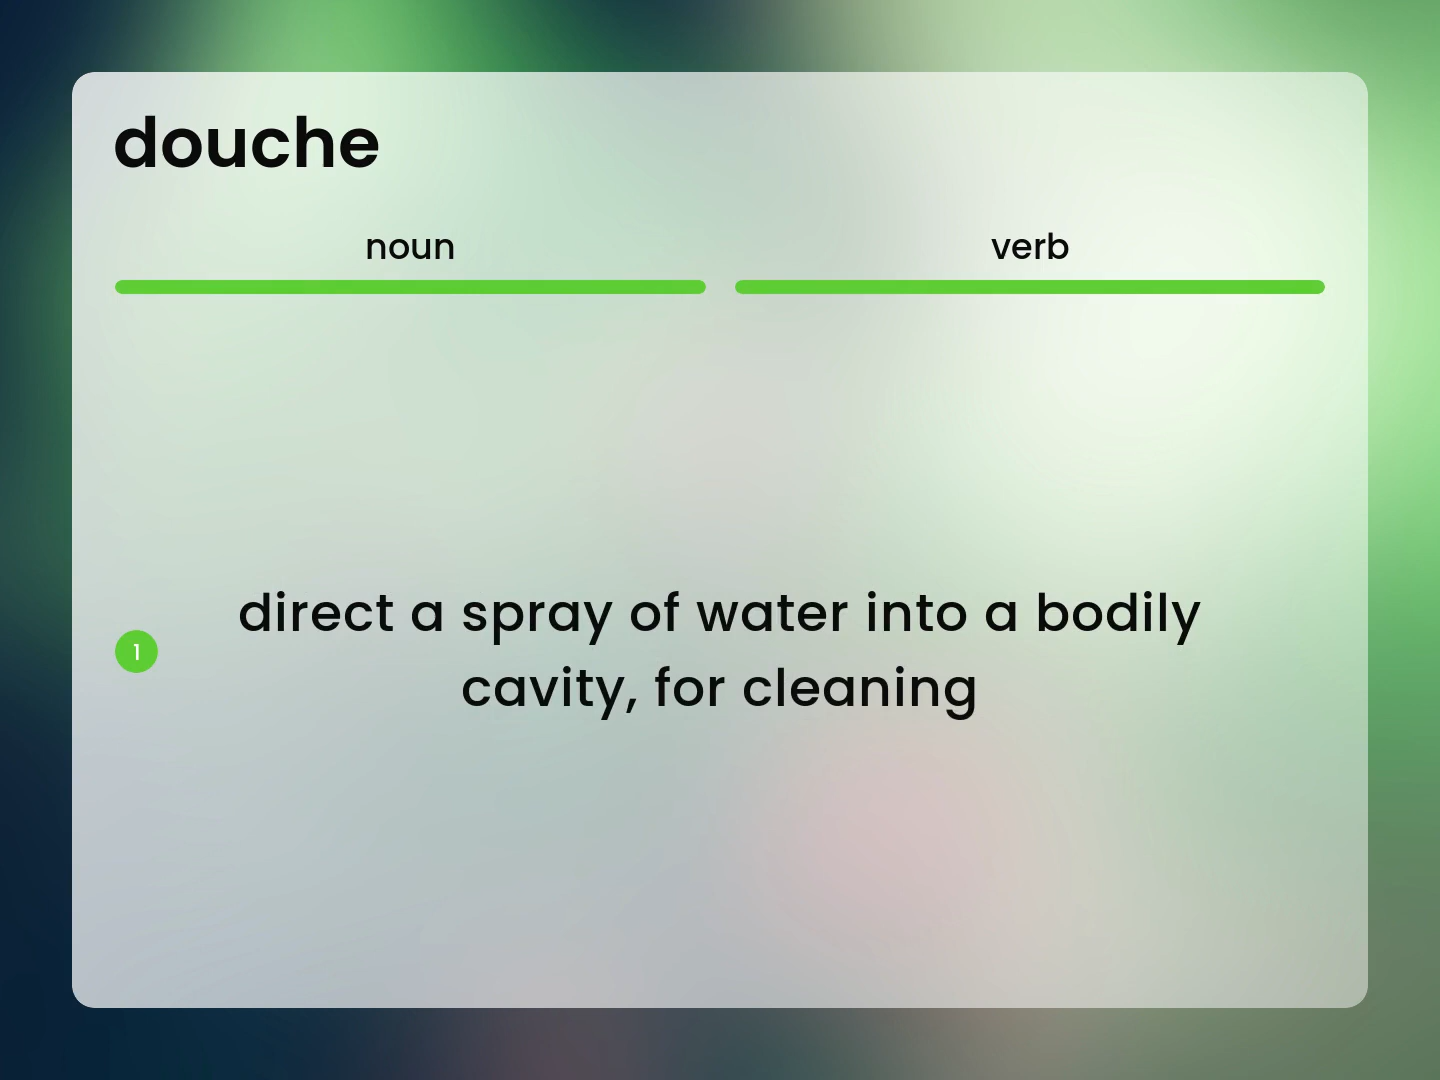 douche
noun
verb
1
direct a spray of water into a bodily
cavity, for cleaning